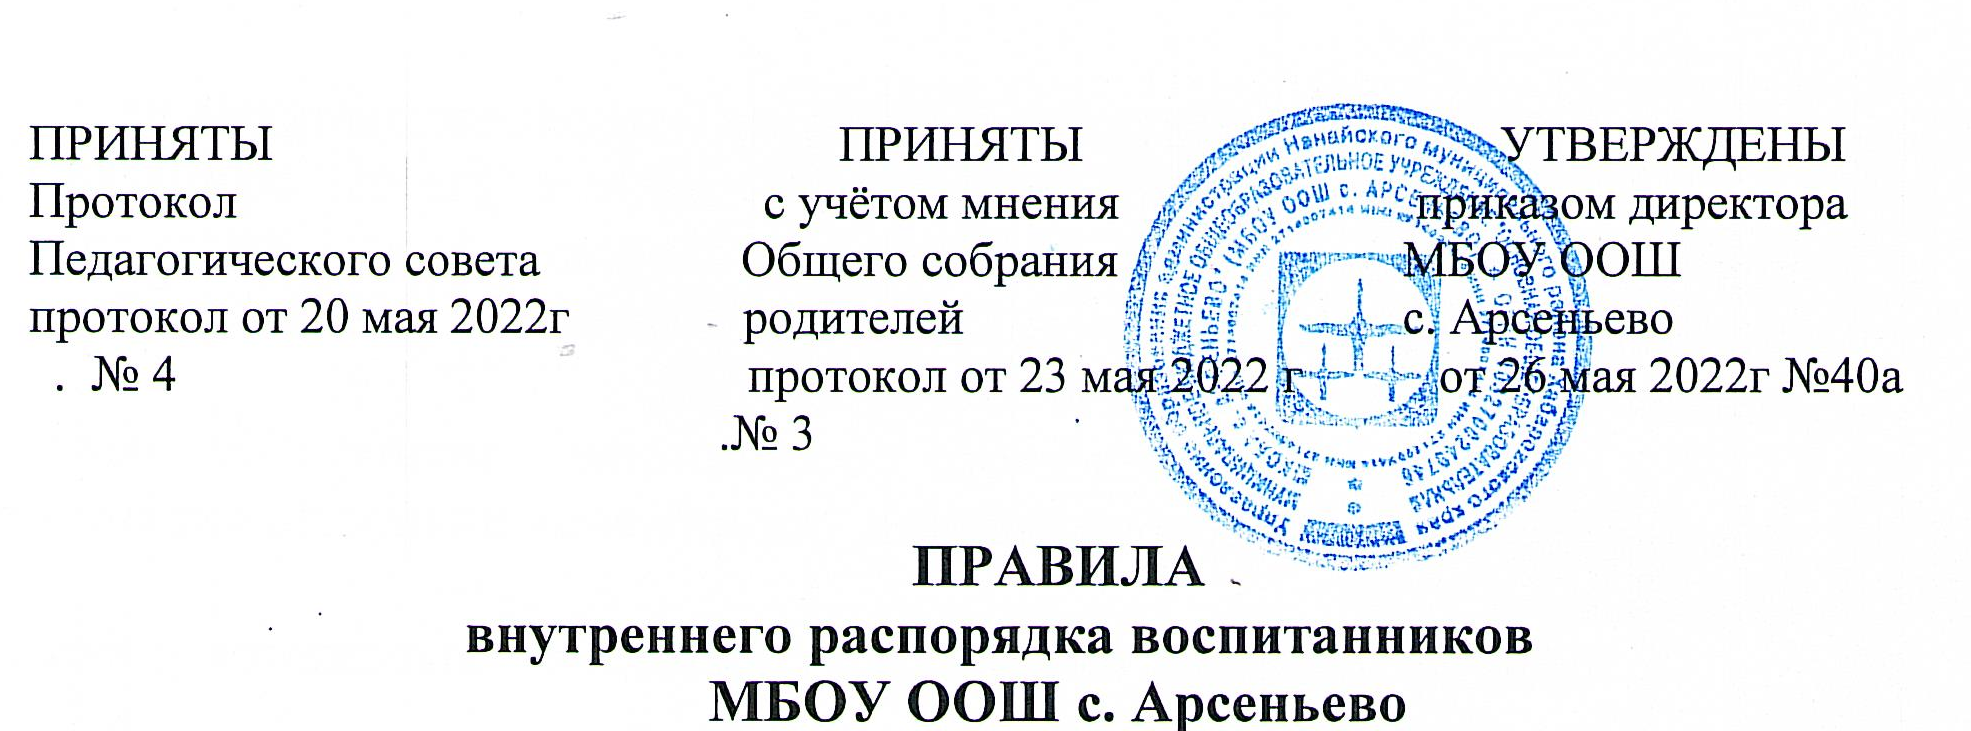 ПРИНЯТЫ
Протокол
Педагогического совета
протокол от 20 мая 2022г
. № 4
ПРИНЯТЫ
с учётом мнения
Общего собрания
родителей
протокол от 23 мая 2022 г
.№ 3
УТВЕРЖДЕНЫ
приказом директора
МБОУ ООШ
с. Арсеньево
от 26 мая 2022г №40а
ПРАВИЛА
внутреннего распорядка воспитанников
МБОУ ООШ с. Арсеньево